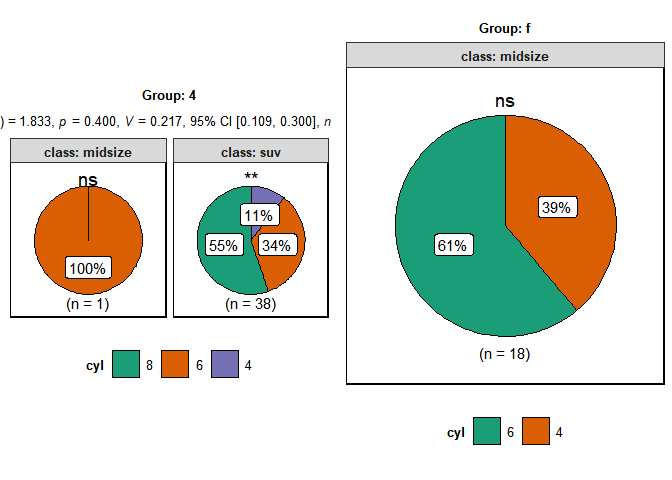 Group: 4
) = 1.833, p = 0.400, V = 0.217, 95% CI [0.109, 0.300], n
class: midsize
ns
100%
(n = 1)
class: suv
**
11%
55%
34%
(n = 38)
cyl 8 6 4
Group: f
class: midsize
ns
39%
61%
(n = 18)
cyl 6 4